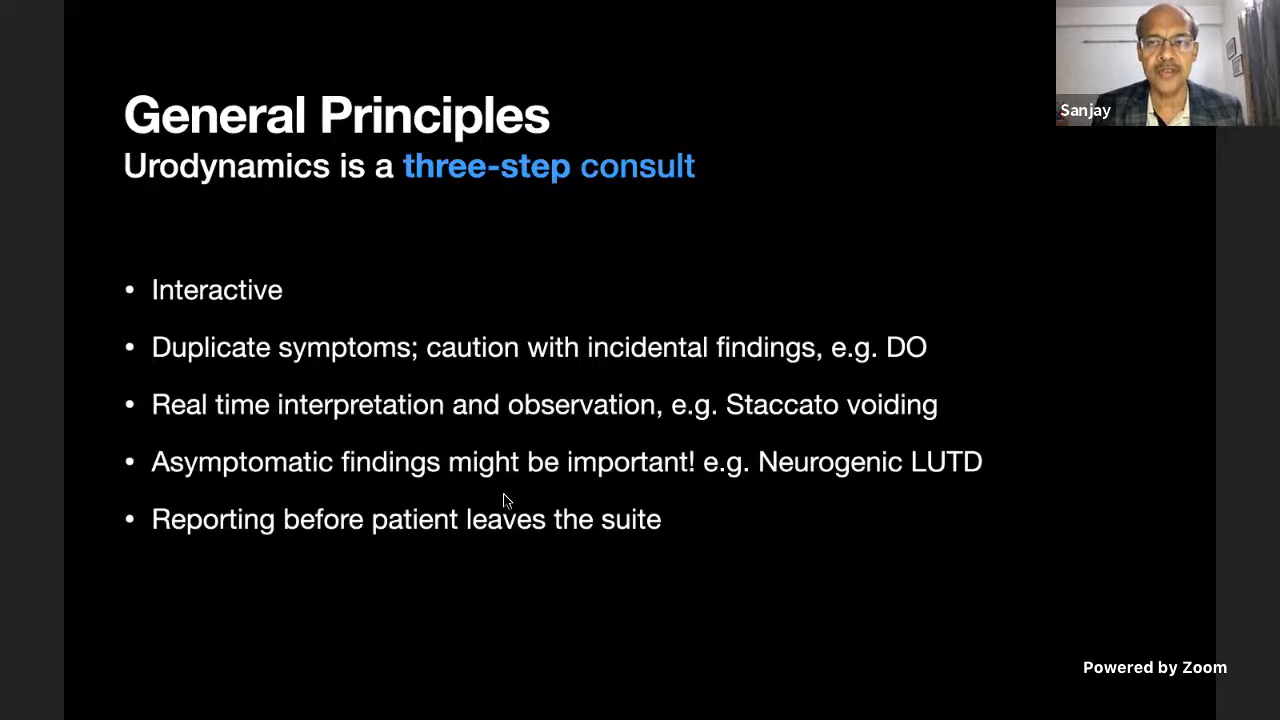 General Principles
Urodynamics is a three-step consult
• Interactive
• Duplicate symptoms; caution with incidental findings, e.g. DO
• Real time interpretation and observation, e.g. Staccato voiding
• Asymptomatic findings might be important! e.g. Neurogenic LUTD
• Reporting before patient leaves the suite
Sanjay
Powered by Zoom